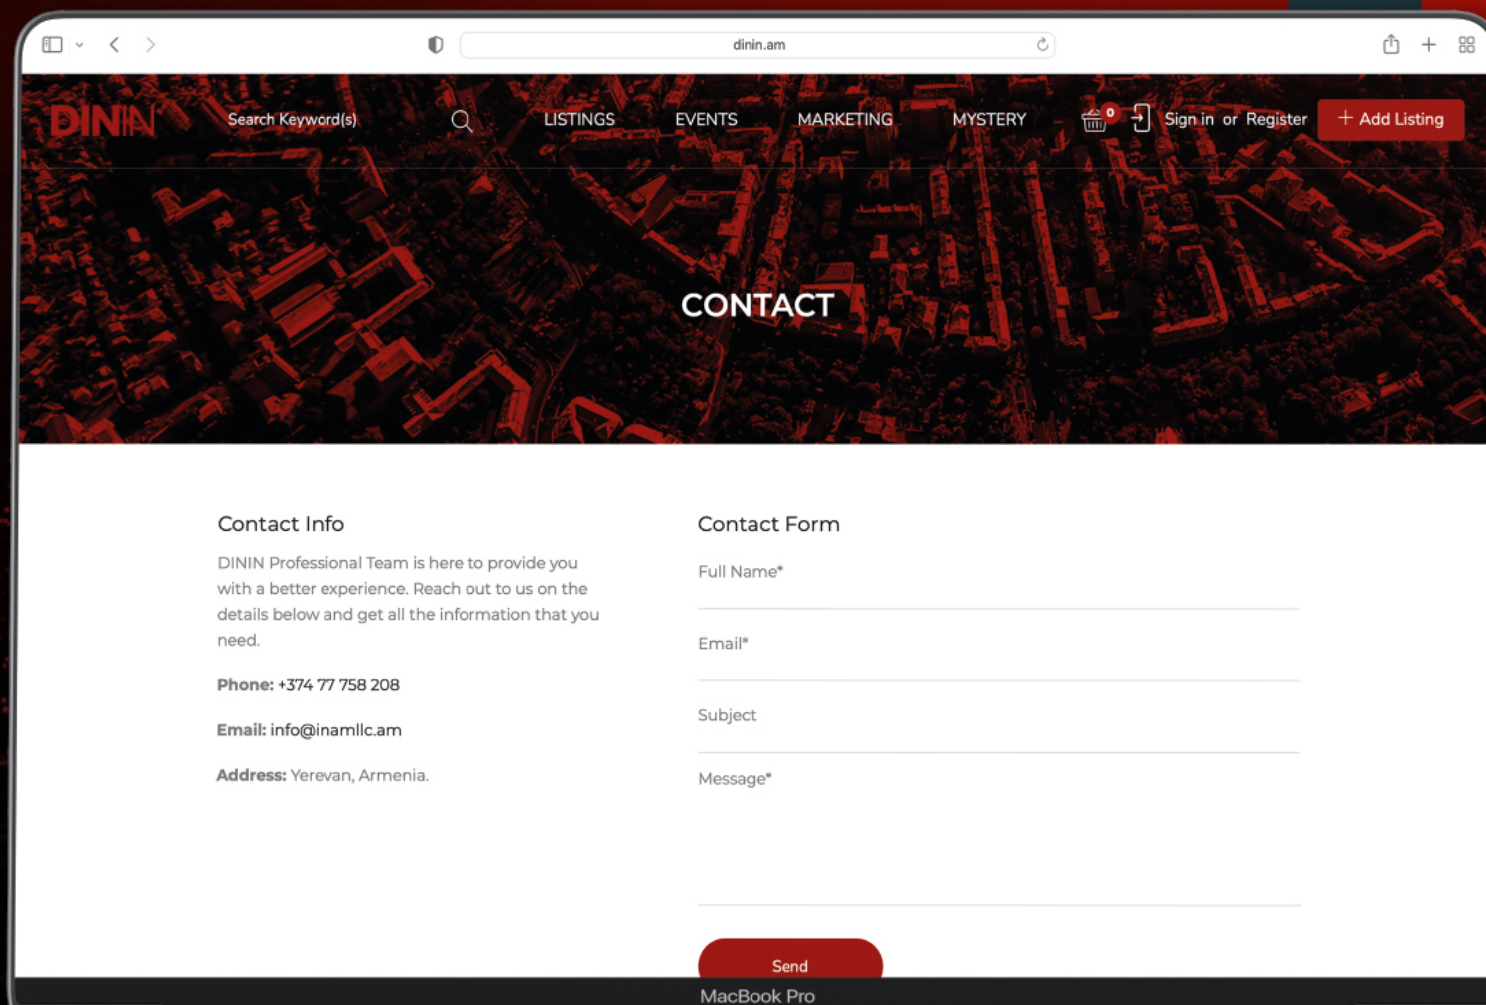 dinin.am
DININ
Search Keyword(s)
LISTINGS
EVENTS
MARKETING
MYSTERY
0
Sign in or Register
+ Add Listing
CONTACT
Contact Info
DININ Professional Team is here to provide you
with a better experience. Reach out to us on the
details below and get all the information that you
need.
Phone: +374 77 758 208
Email: info@inamllc.am
Address: Yerevan, Armenia.
Contact Form
Full Name*
Email*
Subject
Message*
Send
MacBook Pro